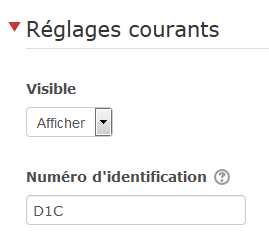 Réglages courants
Visible
Afficher
Numéro d'identification
D1C